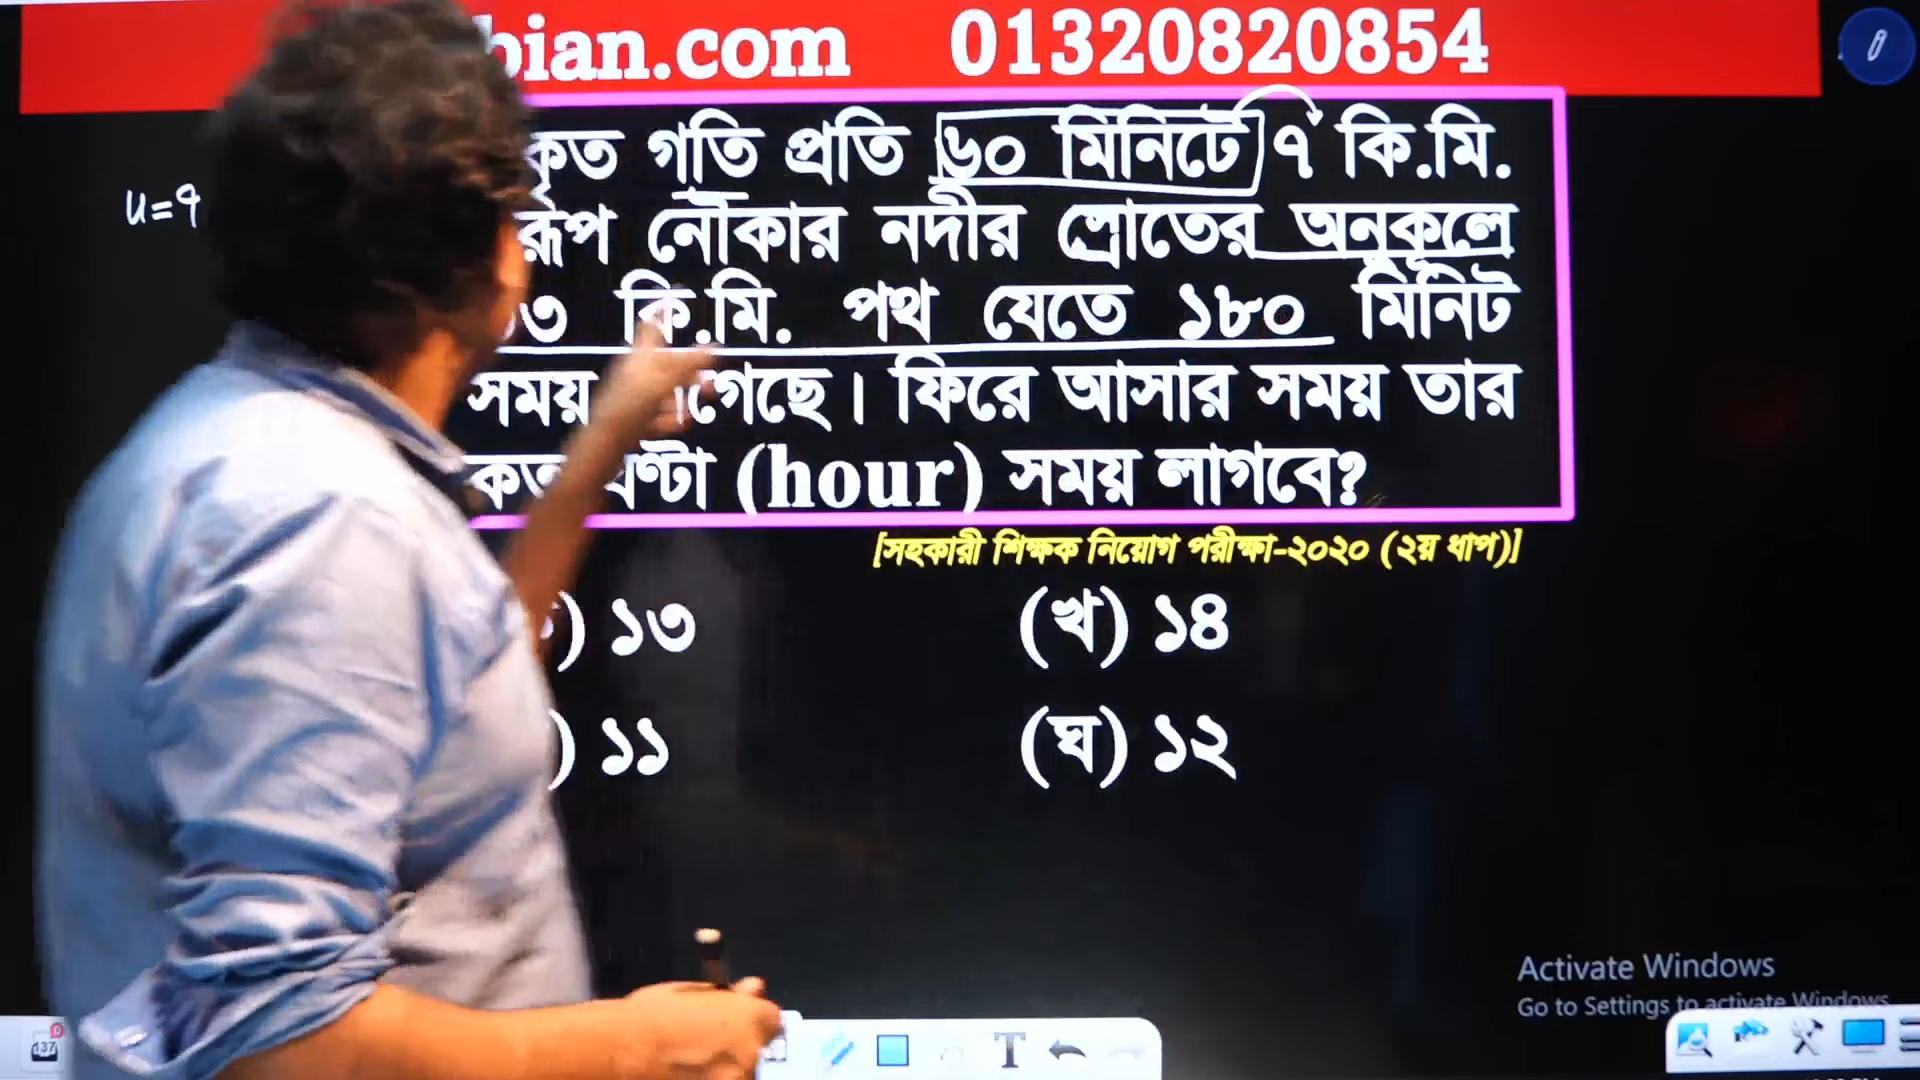 bian.com 01320820854
u=৭
কৃত গতি প্রতি ৬০ মিনিটে ৭ কি.মি.
রূপ নৌকার নদীর স্রোতের অনুকূলে
৩ কি.মি. পথ যেতে ১৮০ মিনিট
সময় গেছে। ফিরে আসার সময় তার
কত ঘণ্টা (hour) সময় লাগবে?
[সহকারী শিক্ষক নিয়োগ পরীক্ষা-২০২০ (২য় ধাপ)]
) ১৩ (খ) ১৪
) ১১ (ঘ) ১২
Activate Windows
Go to Settings to activate Windows
137
T